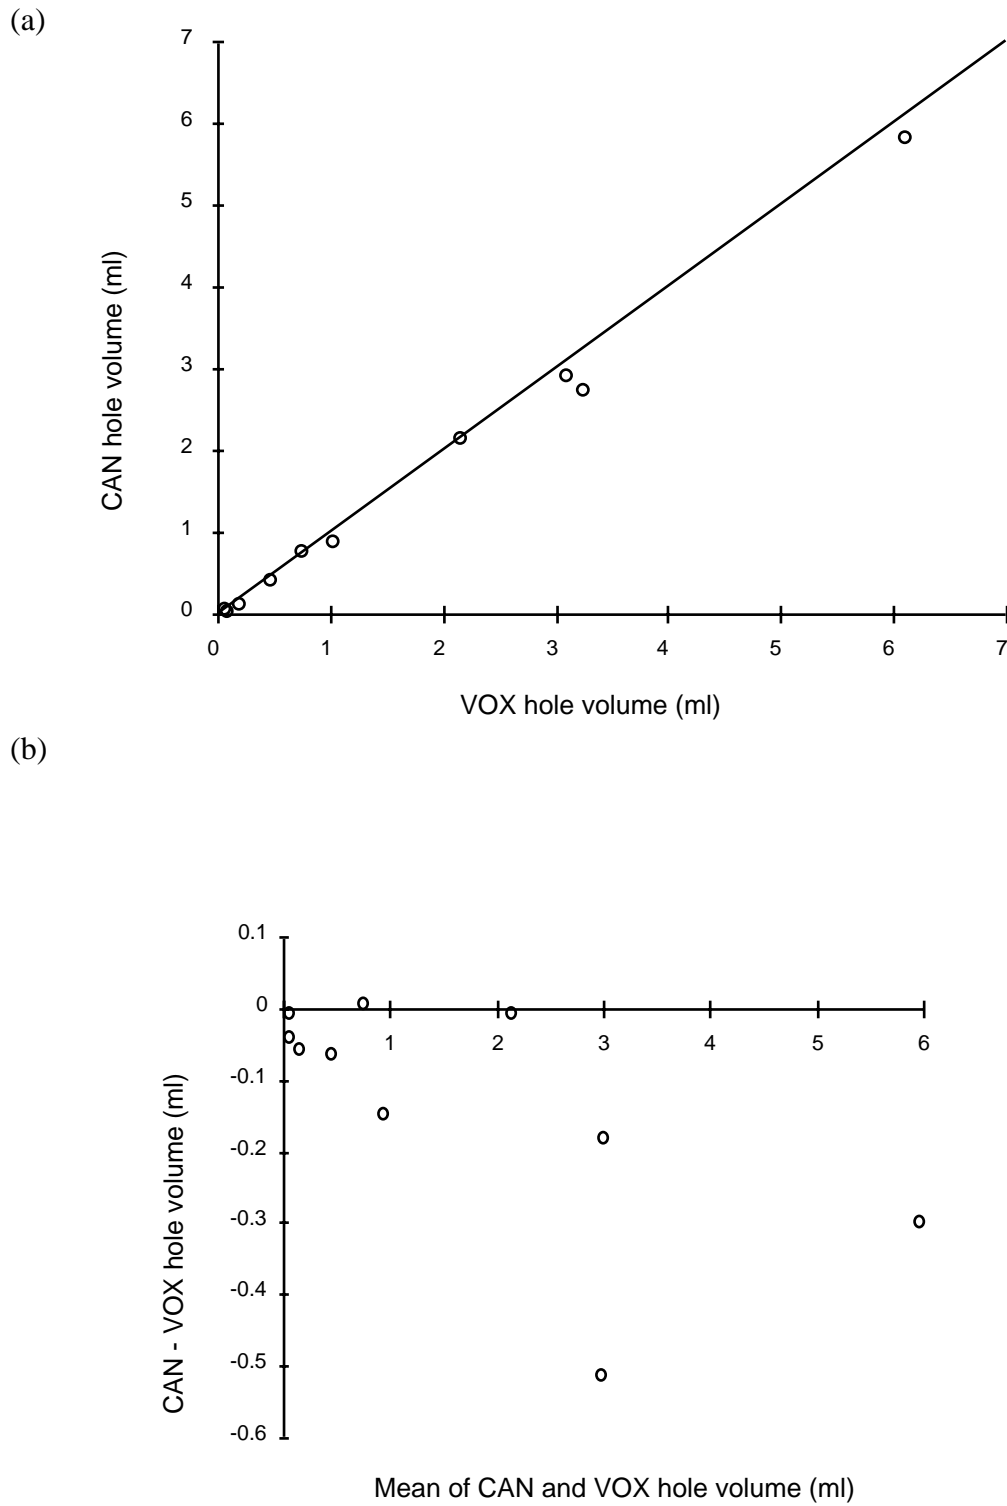 (a)
7
6
5
4
3
2
1
0
CAN hole volume (ml)
0 1 2 3 4 5 6 7
VOX hole volume (ml)
(b)
0.1
0
-0.1
-0.2
-0.3
-0.4
-0.5
-0.6
1 2 3 4 5 6
CAN - VOX hole volume (ml)
Mean of CAN and VOX hole volume (ml)